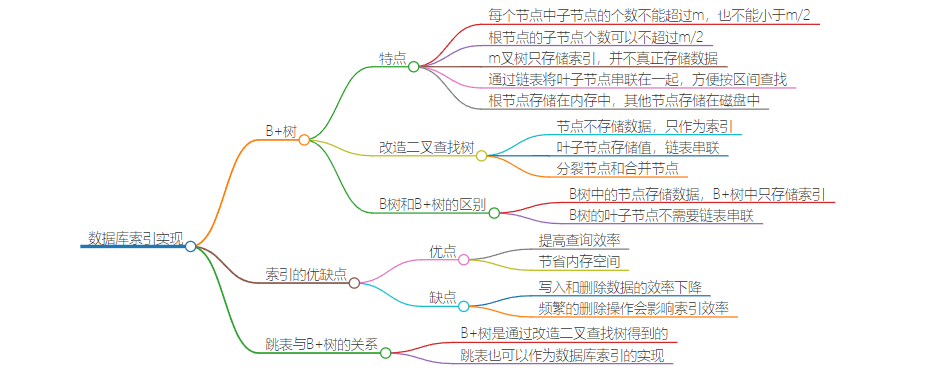 数据库索引实现
B+树
特点
每个节点中子节点的个数不能超过m，也不能小于m/2
根节点的子节点个数可以不超过m/2
m叉树只存储索引，并不真正存储数据
通过链表将叶子节点串联在一起，方便按区间查找
根节点存储在内存中，其他节点存储在磁盘中
改造二叉查找树
节点不存储数据，只作为索引
叶子节点存储值，链表串联
分裂节点和合并节点
B树和B+树的区别
B树中的节点存储数据，B+树中只存储索引
B树的叶子节点不需要链表串联
索引的优缺点
优点
提高查询效率
节省内存空间
缺点
写入和删除数据的效率下降
频繁的删除操作会影响索引效率
跳表与B+树的关系
B+树是通过改造二叉查找树得到的
跳表也可以作为数据库索引的实现